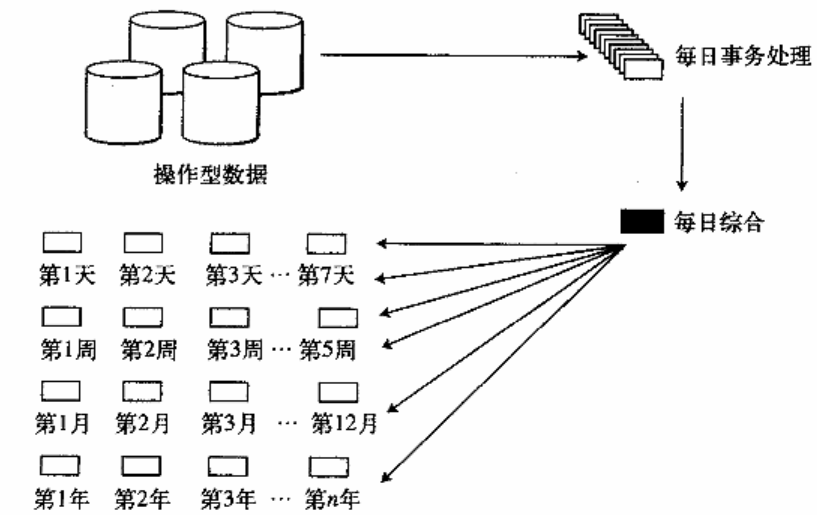 每日事务处理
操作型数据
每日综合
第1天 第2天 第3天 … 第7天
第1周 第2周 第3周 … 第5周
第1月 第2月 第3月 … 第12月
第1年 第2年 第3年 … 第n年